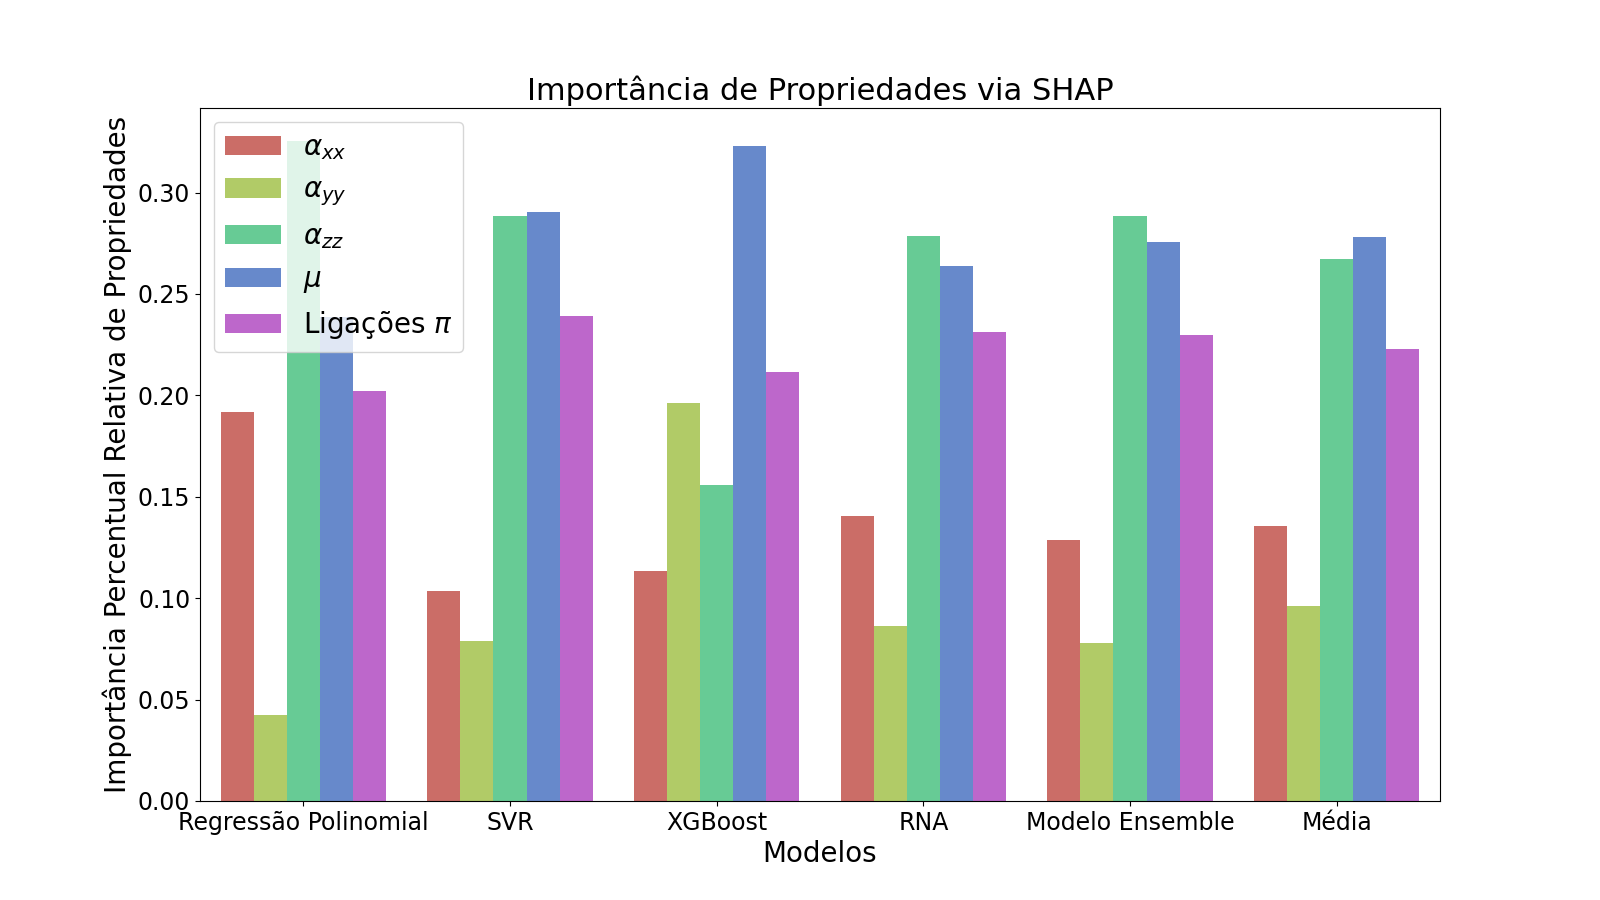 Importância de Propriedades via SHAP
Importância Percentual Relativa de Propriedades
0.30
0.25
0.20
0.15
0.10
0.05
0.00
αxx
αyy
αzz
μ
Ligações π
Regressão Polinomial
SVR
XGBoost
RNA
Modelo Ensemble
Média
Modelos